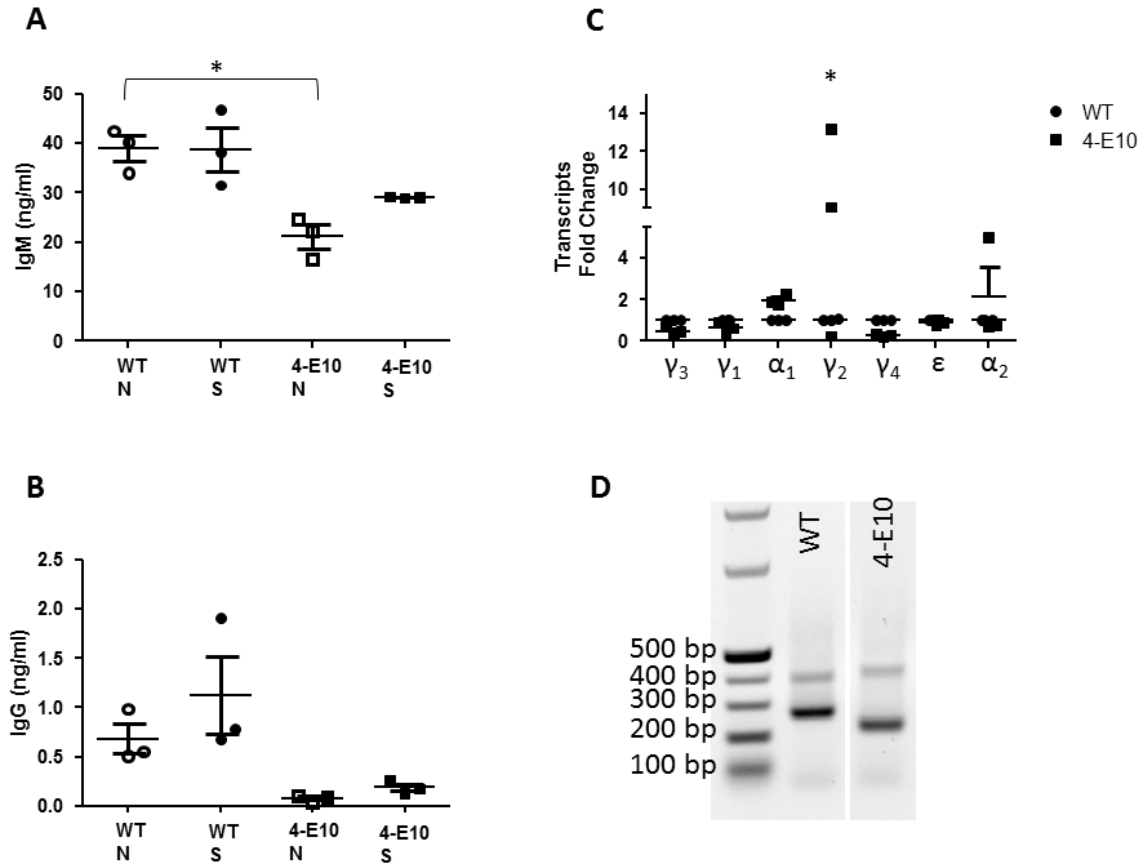 A
*
50
40
30
20
10
0
IgM (ng/ml)
WT N
WT S
4-E10 N
4-E10 S
C
*
14
12
10
8
4
2
0
Transcripts
Fold Change
γ3 γ1 α1 γ2 γ4 ε α2
WT
4-E10
B
2.5
2.0
1.5
1.0
0.5
0.0
IgG (ng/ml)
WT N
WT S
4-E10 N
4-E10 S
D
WT
4-E10
500 bp
400 bp
300 bp
200 bp
100 bp